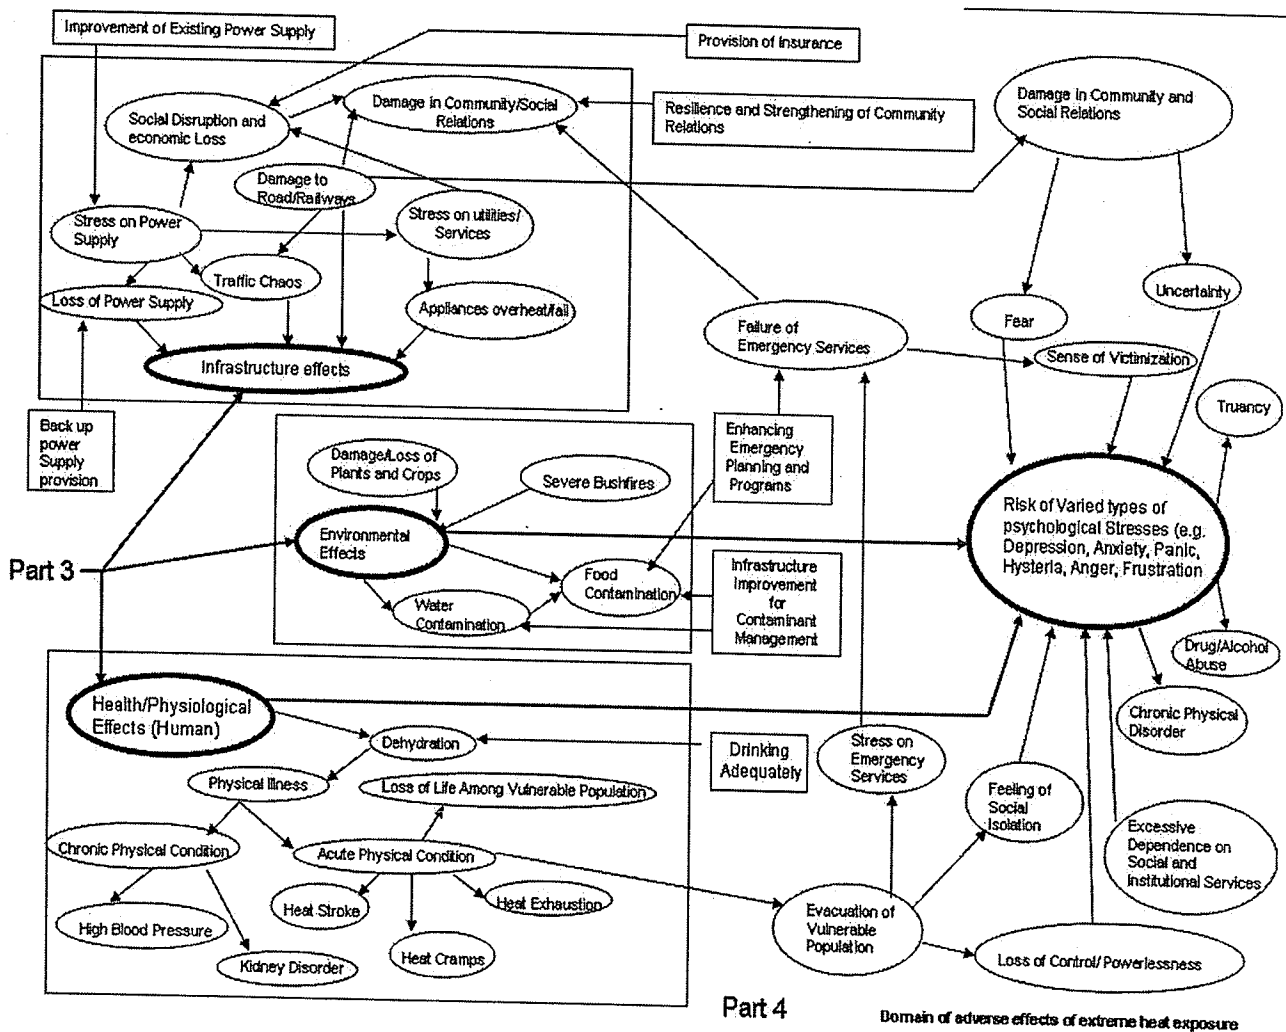 Improvement of Existing Power Supply
Provision of Insurance
Damage in Community/Social
Relations
Resilience and Strengthening of Community
Relations
Damage in Community and
Social Relations
Social Disruption and
economic Loss
Damage to
Road/Railways
Stress on utilities/
Services
Stress on Power
Supply
Traffic Chaos
Loss of Power Supply
Appliances overheat/fail
Infrastructure effects
Failure of
Emergency Services
Fear
Uncertainty
Sense of Victimization
Truancy
Back up
power
Supply
provision
Damage/Loss of
Plants and Crops
Severe Bushfires
Enhancing
Emergency
Planning and
Programs
Environmental
Effects
Risk of Varied types of
psychological Stresses (e.g.
Depression, Anxiety, Panic,
Hysteria, Anger, Frustration
Part 3
Food
Contamination
Water
Contamination
Infrastructure
Improvement
for
Contaminant
Management
Drug/Alcohol
Abuse
Health/Physiological
Effects (Human)
Dehydration
Drinking
Adequately
Stress on
Emergency
Services
Chronic Physical
Disorder
Physical Illness
Loss of Life Among Vulnerable Population
Feeling of
Social
Isolation
Excessive
Dependence on
Social and
Institutional Services
Chronic Physical Condition
Acute Physical Condition
Heat Stroke
Heat Exhaustion
High Blood Pressure
Kidney Disorder
Heat Cramps
Evacuation of
Vulnerable
Population
Loss of Control/Powerlessness
Part 4
Domain of adverse effects of extreme heat exposure